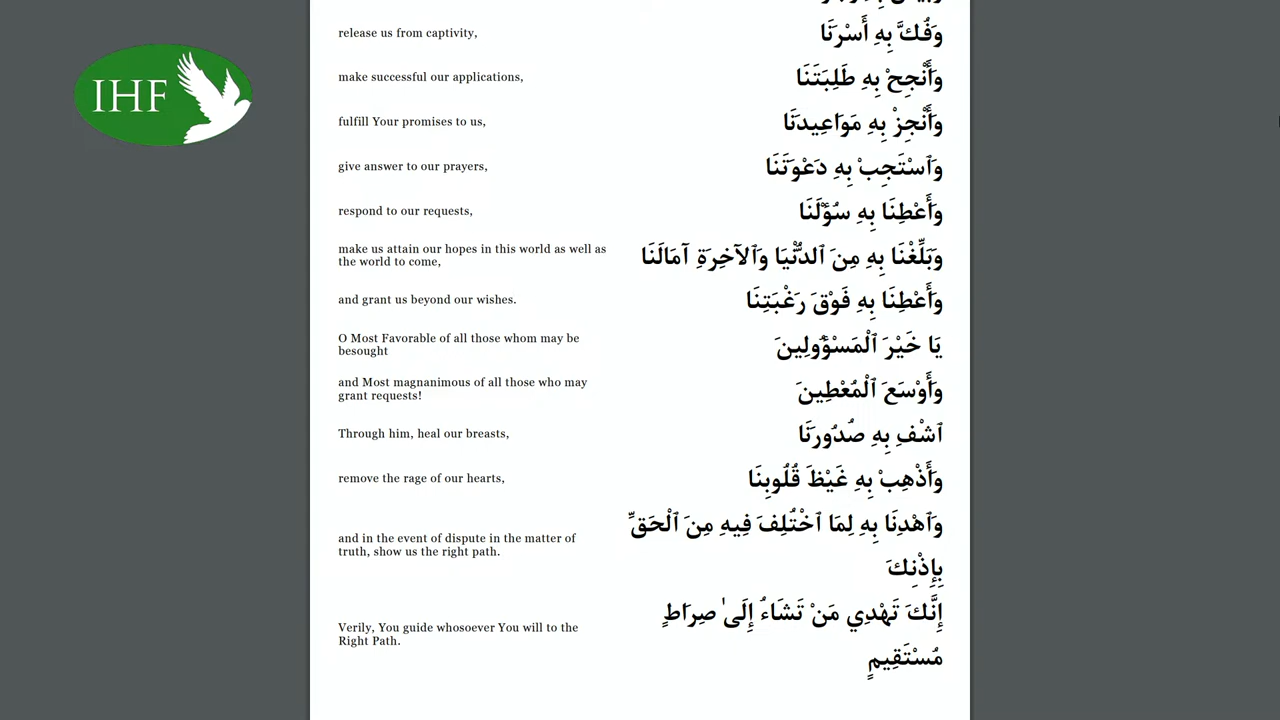 IHF
release us from captivity,
وَفُكَّ بِهِ أَسْرَنَا
make successful our applications,
وَأَنْجِحْ بِهِ طَلِبَتَنَا
fulfill Your promises to us,
وَأَنْجِزْ بِهِ مَوَاعِيدَنَا
give answer to our prayers,
وَٱسْتَجِبْ بِهِ دَعْوَتَنَا
respond to our requests,
وَأَعْطِنَا بِهِ سُؤْلَنَا
make us attain our hopes in this world as well as
the world to come,
وَبَلِّغْنَا بِهِ مِنَ ٱلدُّنْيَا وَٱلآخِرَةِ آمَالَنَا
and grant us beyond our wishes.
وَأَعْطِنَا بِهِ فَوْقَ رَغْبَتِنَا
O Most Favorable of all those whom may be
besought
يَا خَيْرَ ٱلْمَسْؤُولِينَ
and Most magnanimous of all those who may
grant requests!
وَأَوْسَعَ ٱلْمُعْطِينَ
Through him, heal our breasts,
ٱشْفِ بِهِ صُدُورَنَا
remove the rage of our hearts,
وَأَذْهِبْ بِهِ غَيْظَ قُلُوبِنَا
and in the event of dispute in the matter of
truth, show us the right path.
وَٱهْدِنَا بِهِ لِمَا ٱخْتُلِفَ فِيهِ مِنَ ٱلْحَقِّ
بِإِذْنِكَ
Verily, You guide whosoever You will to the
Right Path.
إِنَّكَ تَهْدِي مَنْ تَشَاءُ إِلَىٰ صِرَاطٍ
مُسْتَقِيمٍ